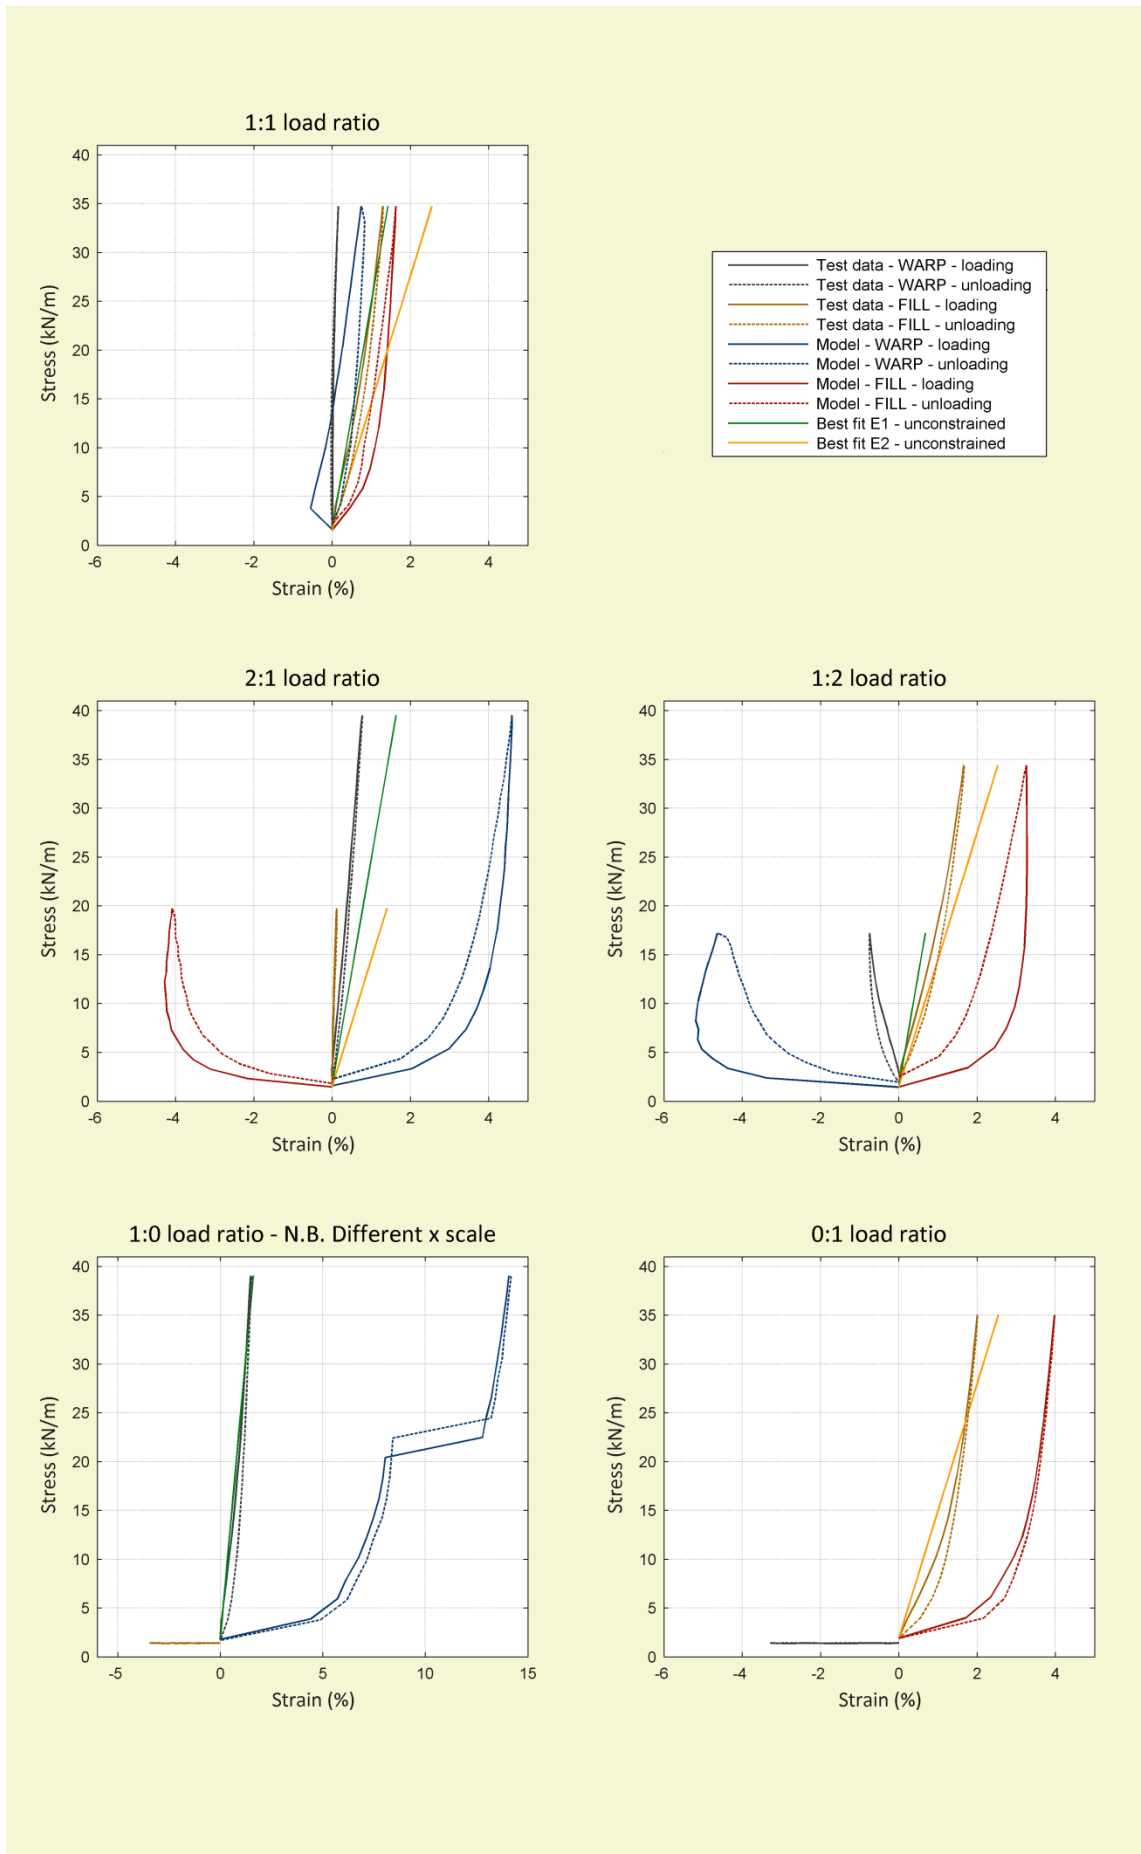 1:1 load ratio
40
35
30
25
20
15
10
5
0
Stress (kN/m)
-6 -4 -2 0 2 4
Strain (%)
Test data - WARP - loading
Test data - WARP - unloading
Test data - FILL - loading
Test data - FILL - unloading
Model - WARP - loading
Model - WARP - unloading
Model - FILL - loading
Model - FILL - unloading
Best fit E1 - unconstrained
Best fit E2 - unconstrained
2:1 load ratio
40
35
30
25
20
15
10
5
0
Stress (kN/m)
-6 -4 -2 0 2 4
Strain (%)
1:2 load ratio
40
35
30
25
20
15
10
5
0
Stress (kN/m)
-6 -4 -2 0 2 4
Strain (%)
1:0 load ratio - N.B. Different x scale
40
35
30
25
20
15
10
5
0
Stress (kN/m)
-5 0 5 10 15
Strain (%)
0:1 load ratio
40
35
30
25
20
15
10
5
0
Stress (kN/m)
-6 -4 -2 0 2 4
Strain (%)